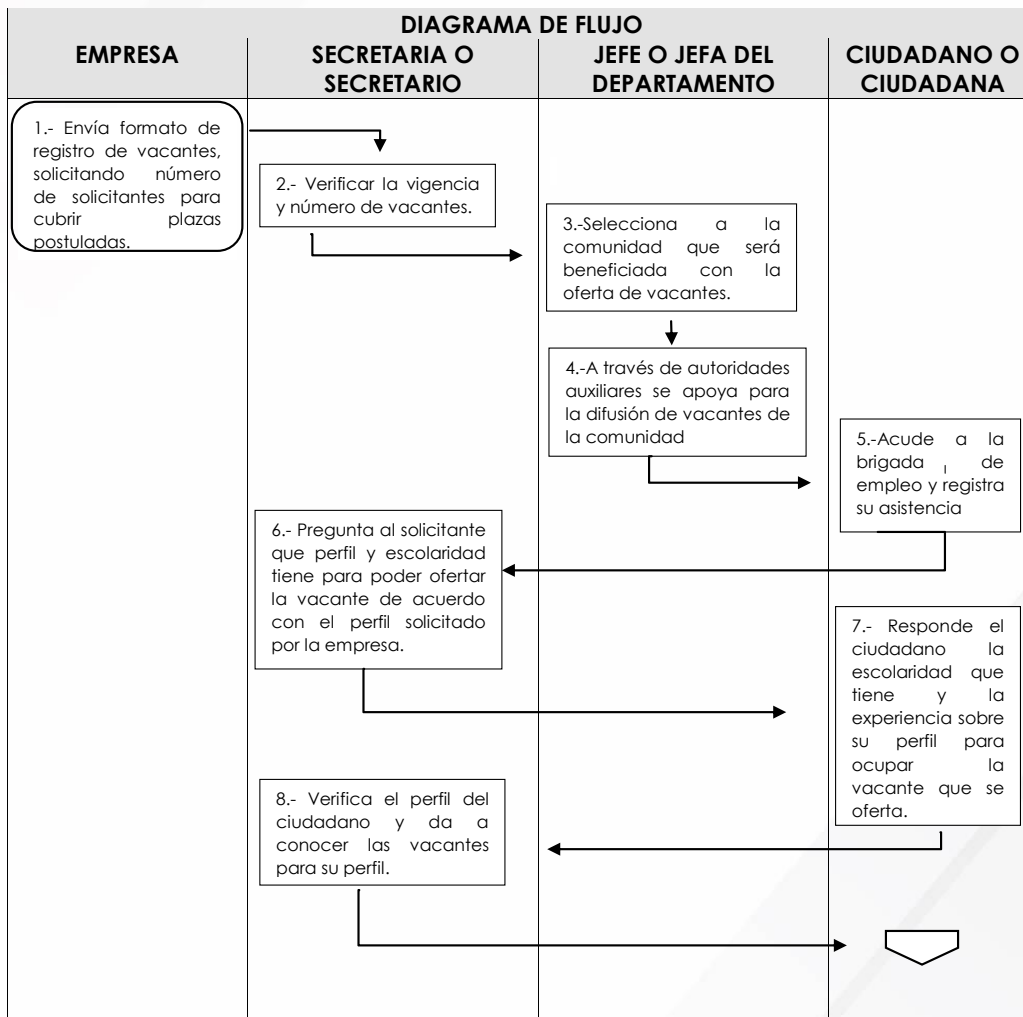 DIAGRAMA DE FLUJO
EMPRESA
SECRETARIA O
SECRETARIO
JEFE O JEFA DEL
DEPARTAMENTO
CIUDADANO O
CIUDADANA
1.- Envía formato de
registro de vacantes,
solicitando número
de solicitantes para
cubrir plazas
postuladas.
2.- Verificar la vigencia
y número de vacantes.
3.-Selecciona a la
comunidad que será
beneficiada con la
oferta de vacantes.
4.-A través de autoridades
auxiliares se apoya para
la difusión de vacantes de
la comunidad
5.-Acude a la
brigada de
empleo y registra
su asistencia
6.- Pregunta al solicitante
que perfil y escolaridad
tiene para poder ofertar
la vacante de acuerdo
con el perfil solicitado
por la empresa.
7.- Responde el
ciudadano la
escolaridad que
tiene y la
experiencia sobre
su perfil para
ocupar la
vacante que se
oferta.
8.- Verifica el perfil del
ciudadano y da a
conocer las vacantes
para su perfil.